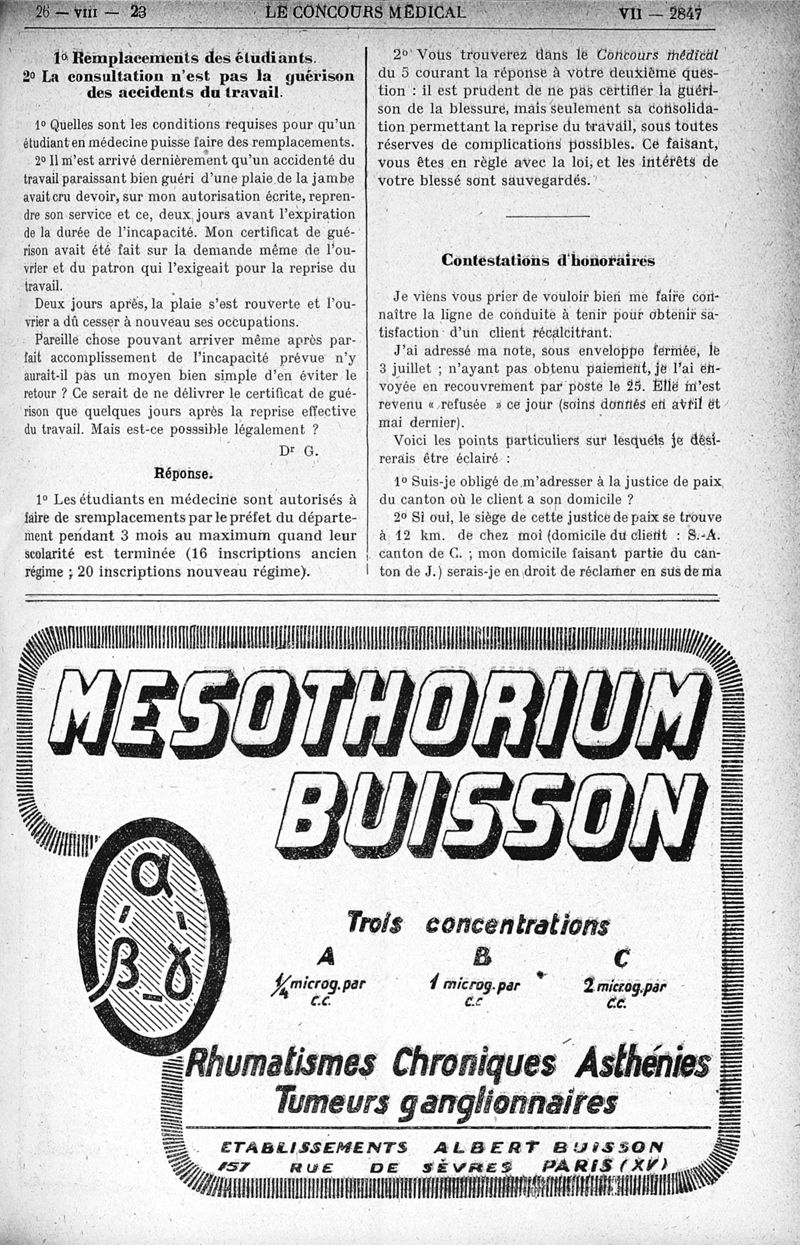 26 — VIII — 23 LE CONCOURS MÉDICAL VII — 2847
1º Remplacements des étudiants.
2º La consultation n'est pas la guérison
des accidents du travail.
1º Quelles sont les conditions requises pour qu'un
étudiant en médecine puisse faire des remplacements.
2º Il m'est arrivé dernièrement qu'un accidenté du
travail paraissant bien guéri d'une plaie de la jambe
avait cru devoir, sur mon autorisation écrite, repren-
dre son service et ce, deux jours avant l'expiration
de la durée de l'incapacité. Mon certificat de gué-
rison avait été fait sur la demande même de l'ou-
vrier et du patron qui l'exigeait pour la reprise du
travail.
Deux jours après, la plaie s'est rouverte et l'ou-
vrier a dû cesser à nouveau ses occupations.
Pareille chose pouvant arriver même après par-
fait accomplissement de l'incapacité prévue n'y
aurait-il pas un moyen bien simple d'en éviter le
retour ? Ce serait de ne délivrer le certificat de gué-
rison que quelques jours après la reprise effective
du travail. Mais est-ce posssible légalement ?
Dr G.
Réponse.
1º Les étudiants en médecine sont autorisés à
faire de sremplacements par le préfet du départe-
ment pendant 3 mois au maximum quand leur
scolarité est terminée (16 inscriptions ancien
régime ; 20 inscriptions nouveau régime).
2º Vous trouverez dans le Concours médical
du 5 courant la réponse à votre deuxième ques-
tion : il est prudent de ne pas certifier la guéri-
son de la blessure, mais seulement sa consolida-
tion permettant la reprise du travail, sous toutes
réserves de complications possibles. Ce faisant,
vous êtes en règle avec la loi, et les intérêts de
votre blessé sont sauvegardés.
Contestations d'honoraires
Je viens vous prier de vouloir bien me faire con-
naître la ligne de conduite à tenir pour obtenir sa-
tisfaction d'un client récalcitrant.
J'ai adressé ma note, sous enveloppe fermée, le
3 juillet ; n'ayant pas obtenu paiement, je l'ai en-
voyée en recouvrement par poste le 25. Elle m'est
revenu « refusée » ce jour (soins donnés en avril et
mai dernier).
Voici les points particuliers sur lesquels je dési-
rerais être éclairé :
1º Suis-je obligé de m'adresser à la justice de paix
du canton où le client a son domicile ?
2º Si oui, le siège de cette justice de paix se trouve
à 12 km. de chez moi (domicile du client : S.-A.
canton de C. ; mon domicile faisant partie du can-
ton de J.) serais-je en droit de réclamer en sus de ma
MESOTHORIUM
BUISSON
α
β γ
Trois concentrations
A B C
1/4 microg. par 1 microg. par 2 microg. par
c.c. c.c c.c.
Rhumatismes Chroniques Asthénies
Tumeurs ganglionnaires
ETABLISSEMENTS ALBERT BUISSON
157 RUE DE SÈVRES PARIS (XV)